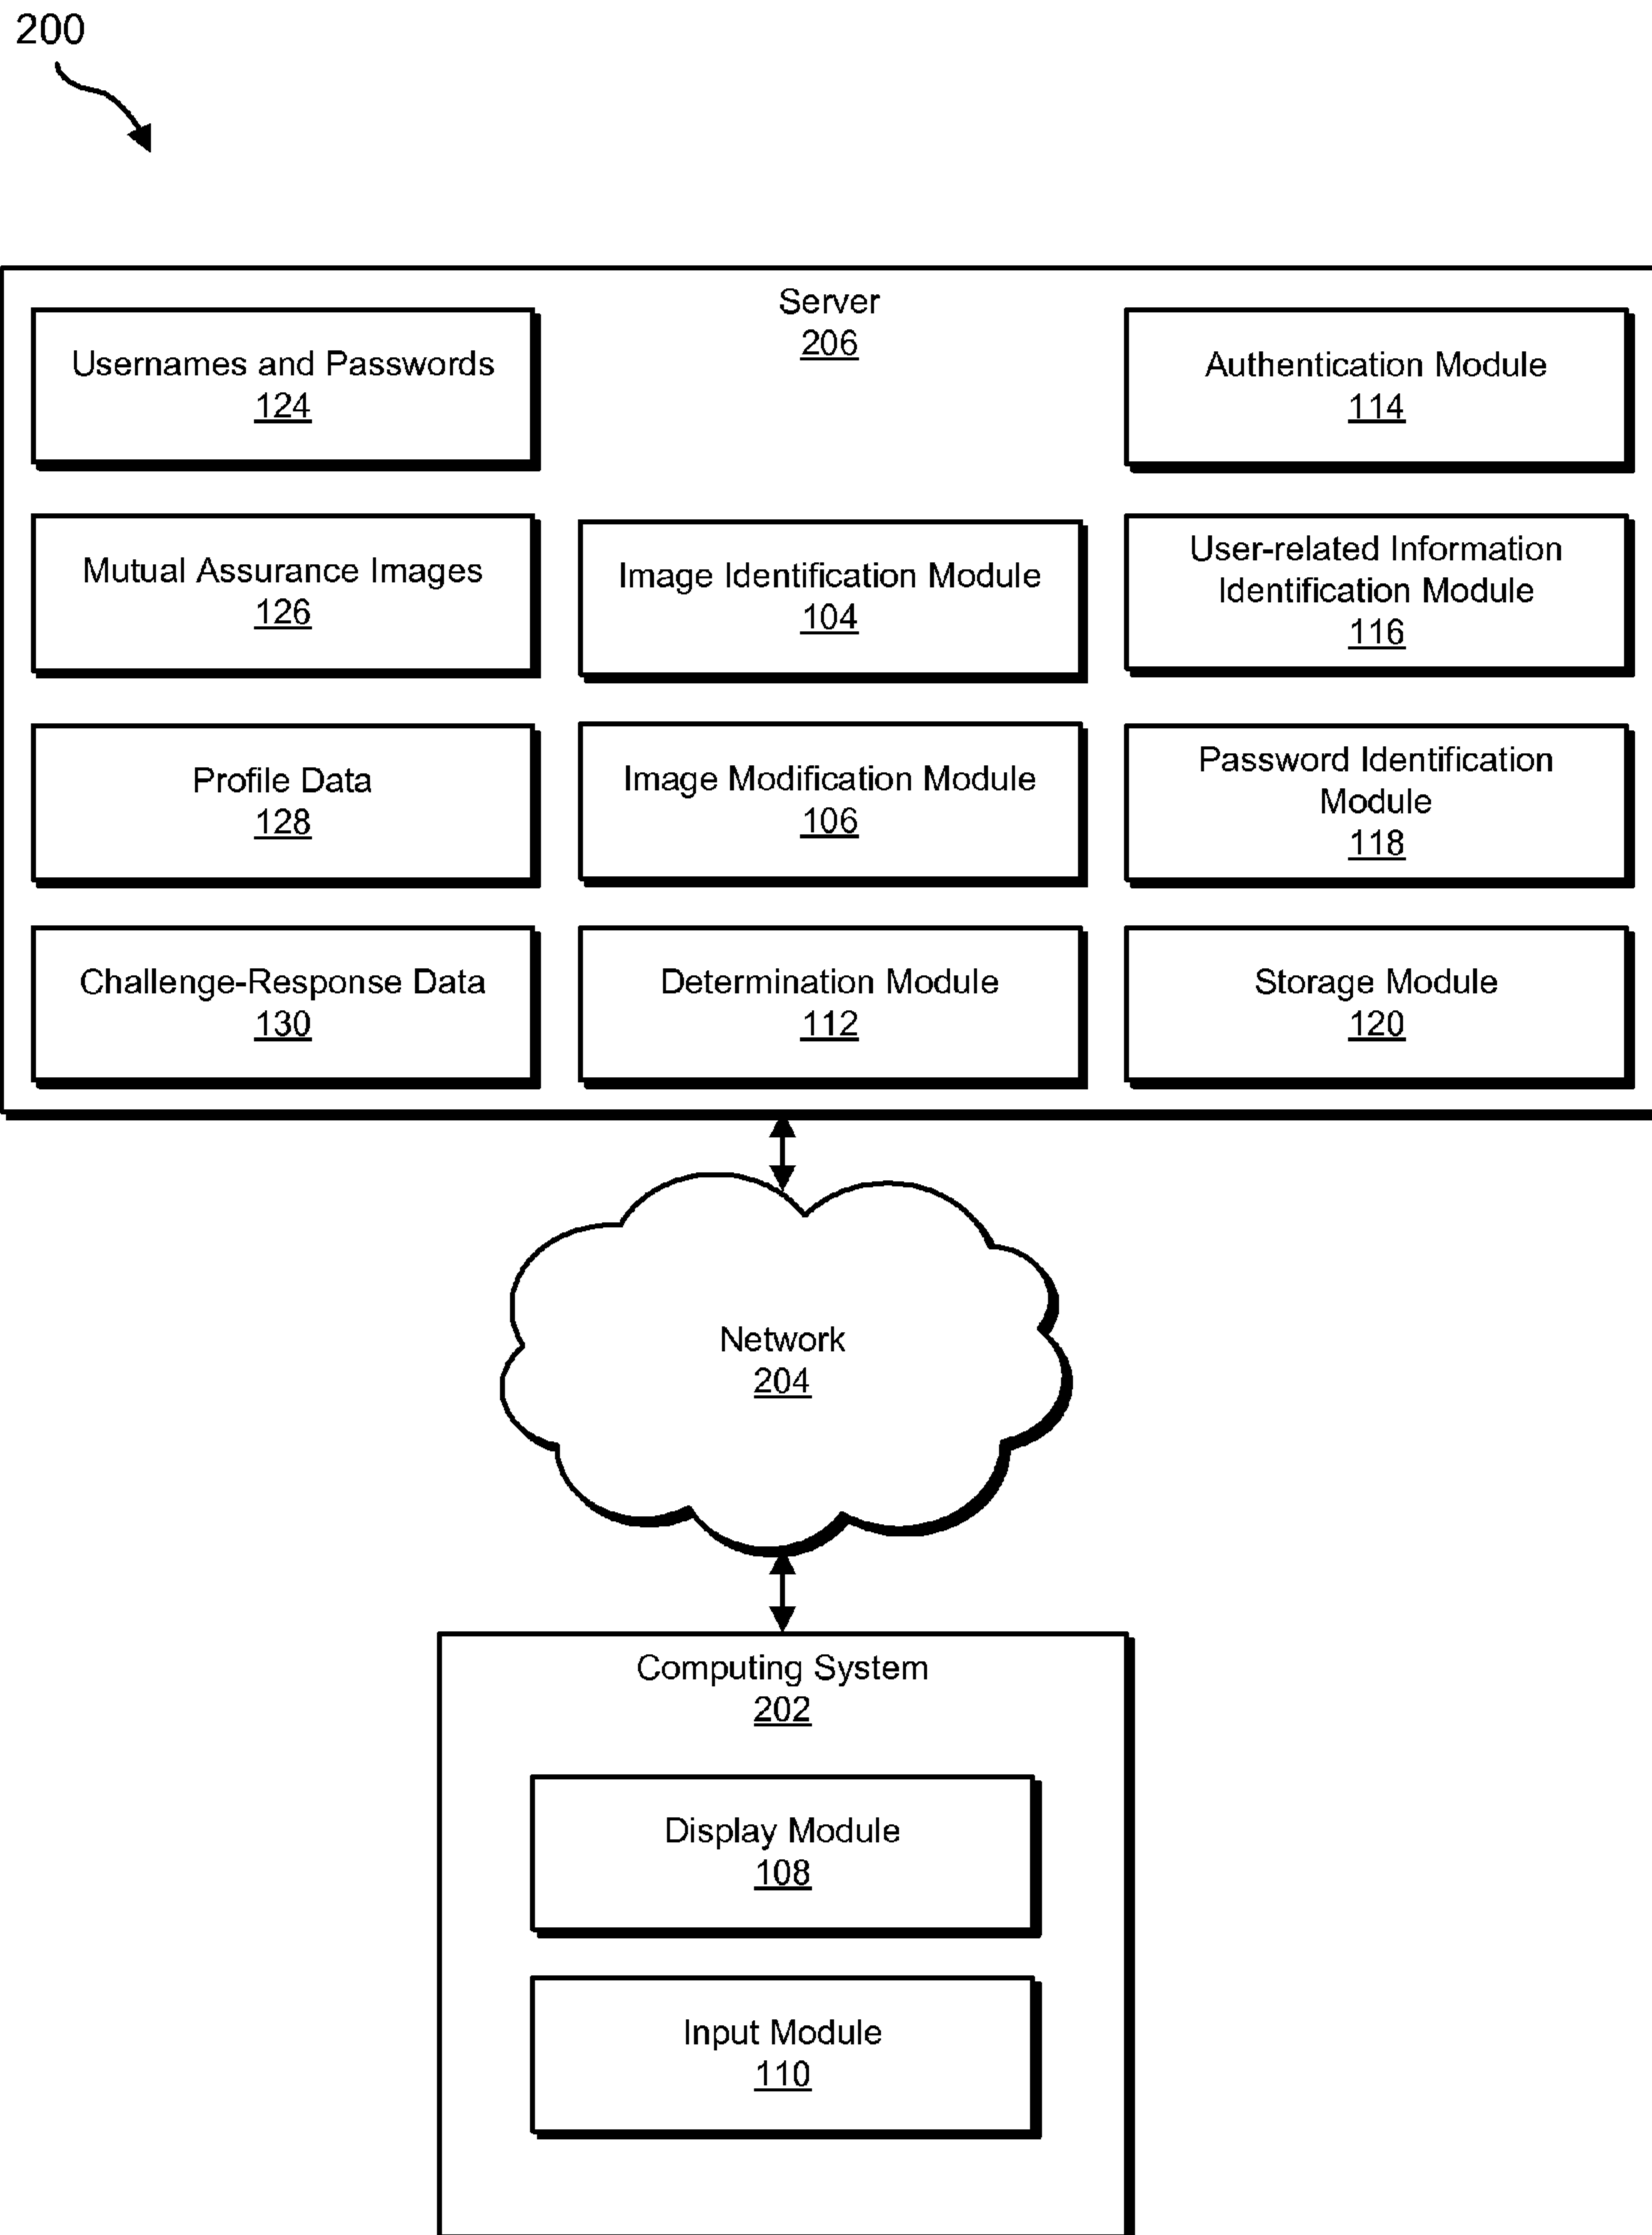 200
Server
206
Usernames and Passwords
124
Mutual Assurance Images
126
Profile Data
128
Challenge-Response Data
130
Image Identification Module
104
Image Modification Module
106
Determination Module
112
Authentication Module
114
User-related Information
Identification Module
116
Password Identification
Module
118
Storage Module
120
Network
204
Computing System
202
Display Module
108
Input Module
110